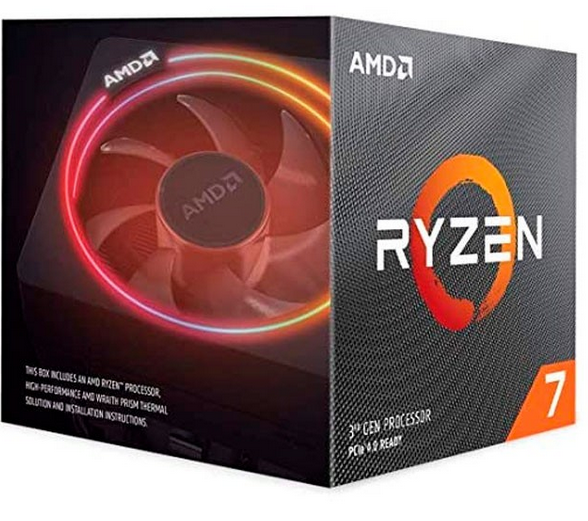 AMD
AMD
THIS BOX INCLUDES AN AMD RYZEN™ PROCESSOR,
HIGH-PERFORMANCE AMD WRAITH PRISM THERMAL
SOLUTION AND INSTALLATION INSTRUCTIONS.
AMD
RYZEN
7
3rd GEN PROCESSOR
PCIe 4.0 READY